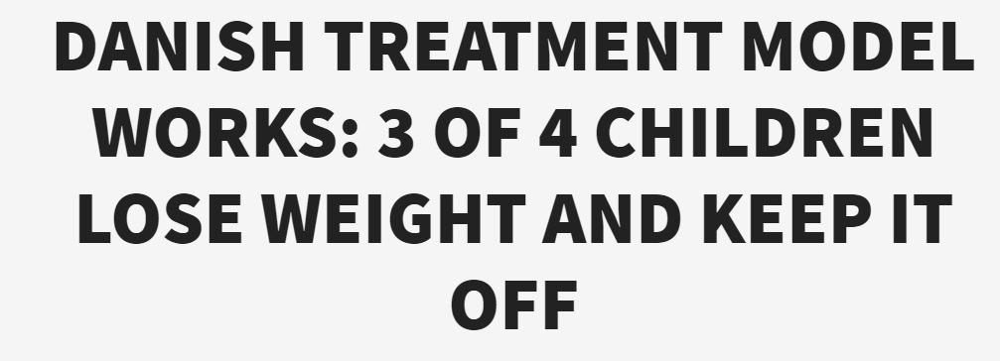 DANISH TREATMENT MODEL
WORKS: 3 OF 4 CHILDREN
LOSE WEIGHT AND KEEP IT
OFF